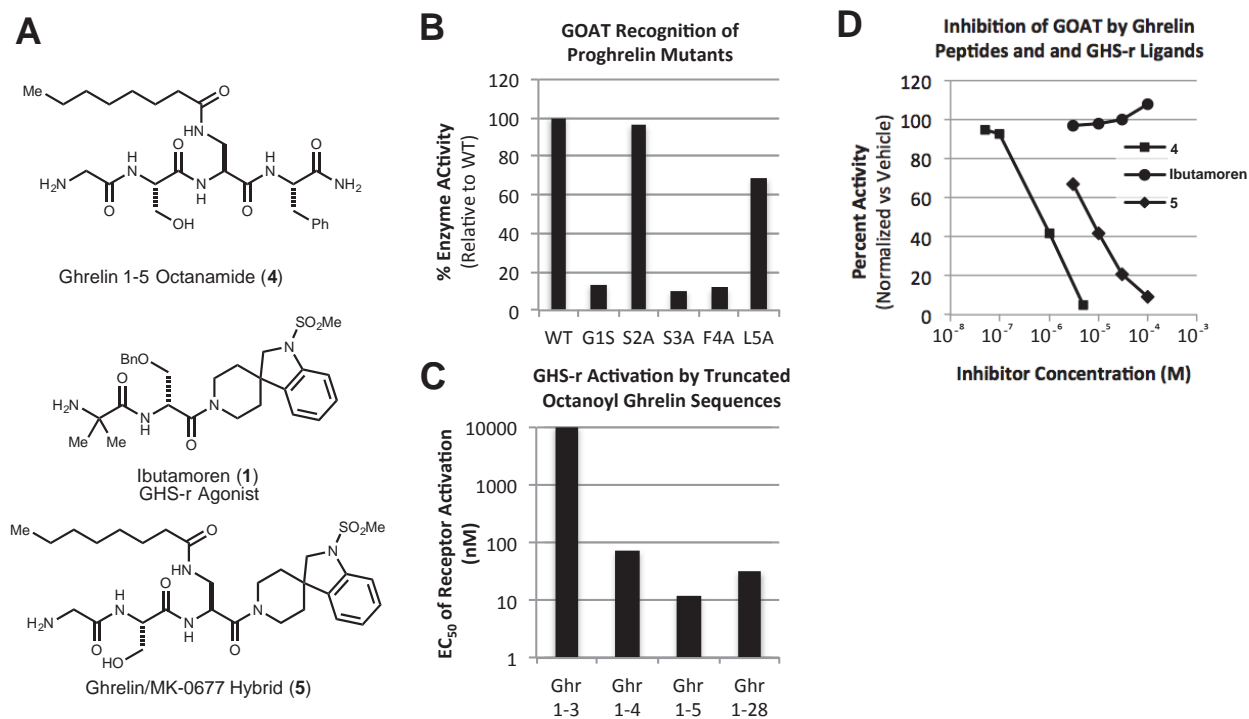 A
Me
O
HN
H
N
O
H
N
O
H2N
O
N
H
O
NH2
OH
Ph
Ghrelin 1-5 Octanamide (4)
SO2Me
N
BnO
O
H2N
N
H
N
O
Me Me
Ibutamoren (1)
GHS-r Agonist
Me
O
SO2Me
N
HN
H
N
O
H2N
O
N
H
N
O
HO
Ghrelin/MK-0677 Hybrid (5)
B
GOAT Recognition of
Proghrelin Mutants
% Enzyme ACtivity
(Relative to WT)
120
100
80
60
40
20
0
WT G1S S2A S3A F4A L5A
C
GHS-r Activation by Truncated
Octanoyl Ghrelin Sequences
EC50 of Receptor Activation
(nM)
10000
1000
100
10
1
Ghr Ghr Ghr Ghr
1-3 1-4 1-5 1-28
D
Inhibition of GOAT by Ghrelin
Peptides and and GHS-r Ligands
Percent Activity
(Normalized vs Vehicle)
120
100
80
60
40
20
0
4
Ibutamoren
5
10-8 10-7 10-6 10-5 10-4 10-3
Inhibitor Concentration (M)